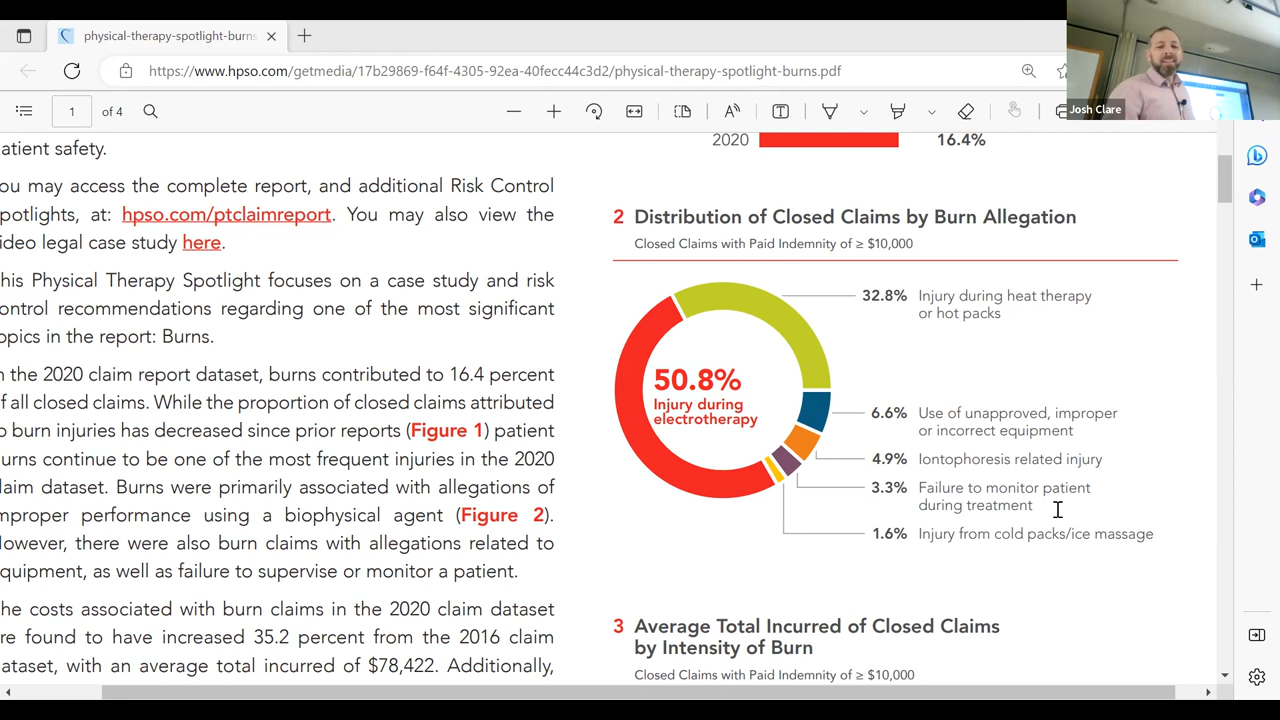 physical-therapy-spotlight-burns
https://www.hpso.com/getmedia/17b29869-f64f-4305-92ea-40fecc44c3d2/physical-therapy-spotlight-burns.pdf
Josh Clare
1 of 4
atient safety.
ou may access the complete report, and additional Risk Control
potlights, at: hpso.com/ptclaimreport. You may also view the
ideo legal case study here.
his Physical Therapy Spotlight focuses on a case study and risk
ontrol recommendations regarding one of the most significant
opics in the report: Burns.
n the 2020 claim report dataset, burns contributed to 16.4 percent
f all closed claims. While the proportion of closed claims attributed
o burn injuries has decreased since prior reports (Figure 1) patient
urns continue to be one of the most frequent injuries in the 2020
laim dataset. Burns were primarily associated with allegations of
mproper performance using a biophysical agent (Figure 2).
However, there were also burn claims with allegations related to
quipment, as well as failure to supervise or monitor a patient.
he costs associated with burn claims in the 2020 claim dataset
re found to have increased 35.2 percent from the 2016 claim
ataset, with an average total incurred of $78,422. Additionally,
2020 16.4%
2 Distribution of Closed Claims by Burn Allegation
Closed Claims with Paid Indemnity of ≥ $10,000
50.8%
Injury during
electrotherapy
32.8% Injury during heat therapy
or hot packs
6.6% Use of unapproved, improper
or incorrect equipment
4.9% Iontophoresis related injury
3.3% Failure to monitor patient
during treatment
1.6% Injury from cold packs/ice massage
3 Average Total Incurred of Closed Claims
by Intensity of Burn
Closed Claims with Paid Indemnity of ≥ $10,000